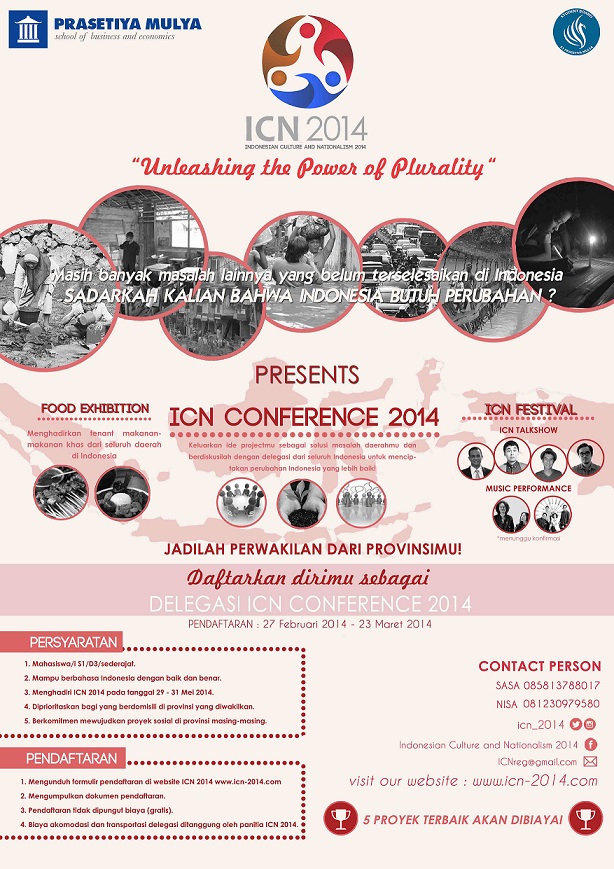 PRASETIYA MULYA
school of business and economics
STUDENT BOARD
ICN 2014
INDONESIAN CULTURE AND NATIONALISM 2014
"Unleashing the Power of Plurality"
Masih banyak masalah lainnya yang belum terselesaikan di Indonesia
SADARKAH KALIAN BAHWA INDONESIA BUTUH PERUBAHAN ?
PRESENTS
FOOD EXHIBITION
Menghadirkan tenant makanan-
makanan khas dari seluruh daerah
di Indonesia
ICN CONFERENCE 2014
Keluarkan ide projectmu sebagai solusi masalah daerahmu dan
berdiskusilah dengan delegasi dari seluruh Indonesia untuk mencip-
takan perubahan Indonesia yang lebih baik!
ICN FESTIVAL
ICN TALKSHOW
MUSIC PERFORMANCE
*menunggu konfirmasi
JADILAH PERWAKILAN DARI PROVINSIMU!
Daftarkan dirimu sebagai
DELEGASI ICN CONFERENCE 2014
PENDAFTARAN : 27 Februari 2014 - 23 Maret 2014
PERSYARATAN
1. Mahasiswa/i S1/D3/sederajat.
2. Mampu berbahasa Indonesia dengan baik dan benar.
3. Menghadiri ICN 2014 pada tanggal 29 - 31 Mei 2014.
4. Diprioritaskan bagi yang berdomisili di provinsi yang diwakilkan.
5. Berkomitmen mewujudkan proyek sosial di provinsi masing-masing.
PENDAFTARAN
1. Mengunduh formulir pendaftaran di website ICN 2014 www.icn-2014.com
2. Mengumpulkan dokumen pendaftaran.
3. Pendaftaran tidak dipungut biaya (gratis).
4. Biaya akomodasi dan transportasi delegasi ditanggung oleh panitia ICN 2014.
CONTACT PERSON
SASA 085813788017
NISA 081230979580
icn_2014
Indonesian Culture and Nationalism 2014
ICNreg@gmail.com
visit our website : www.icn-2014.com
5 PROYEK TERBAIK AKAN DIBIAYAI